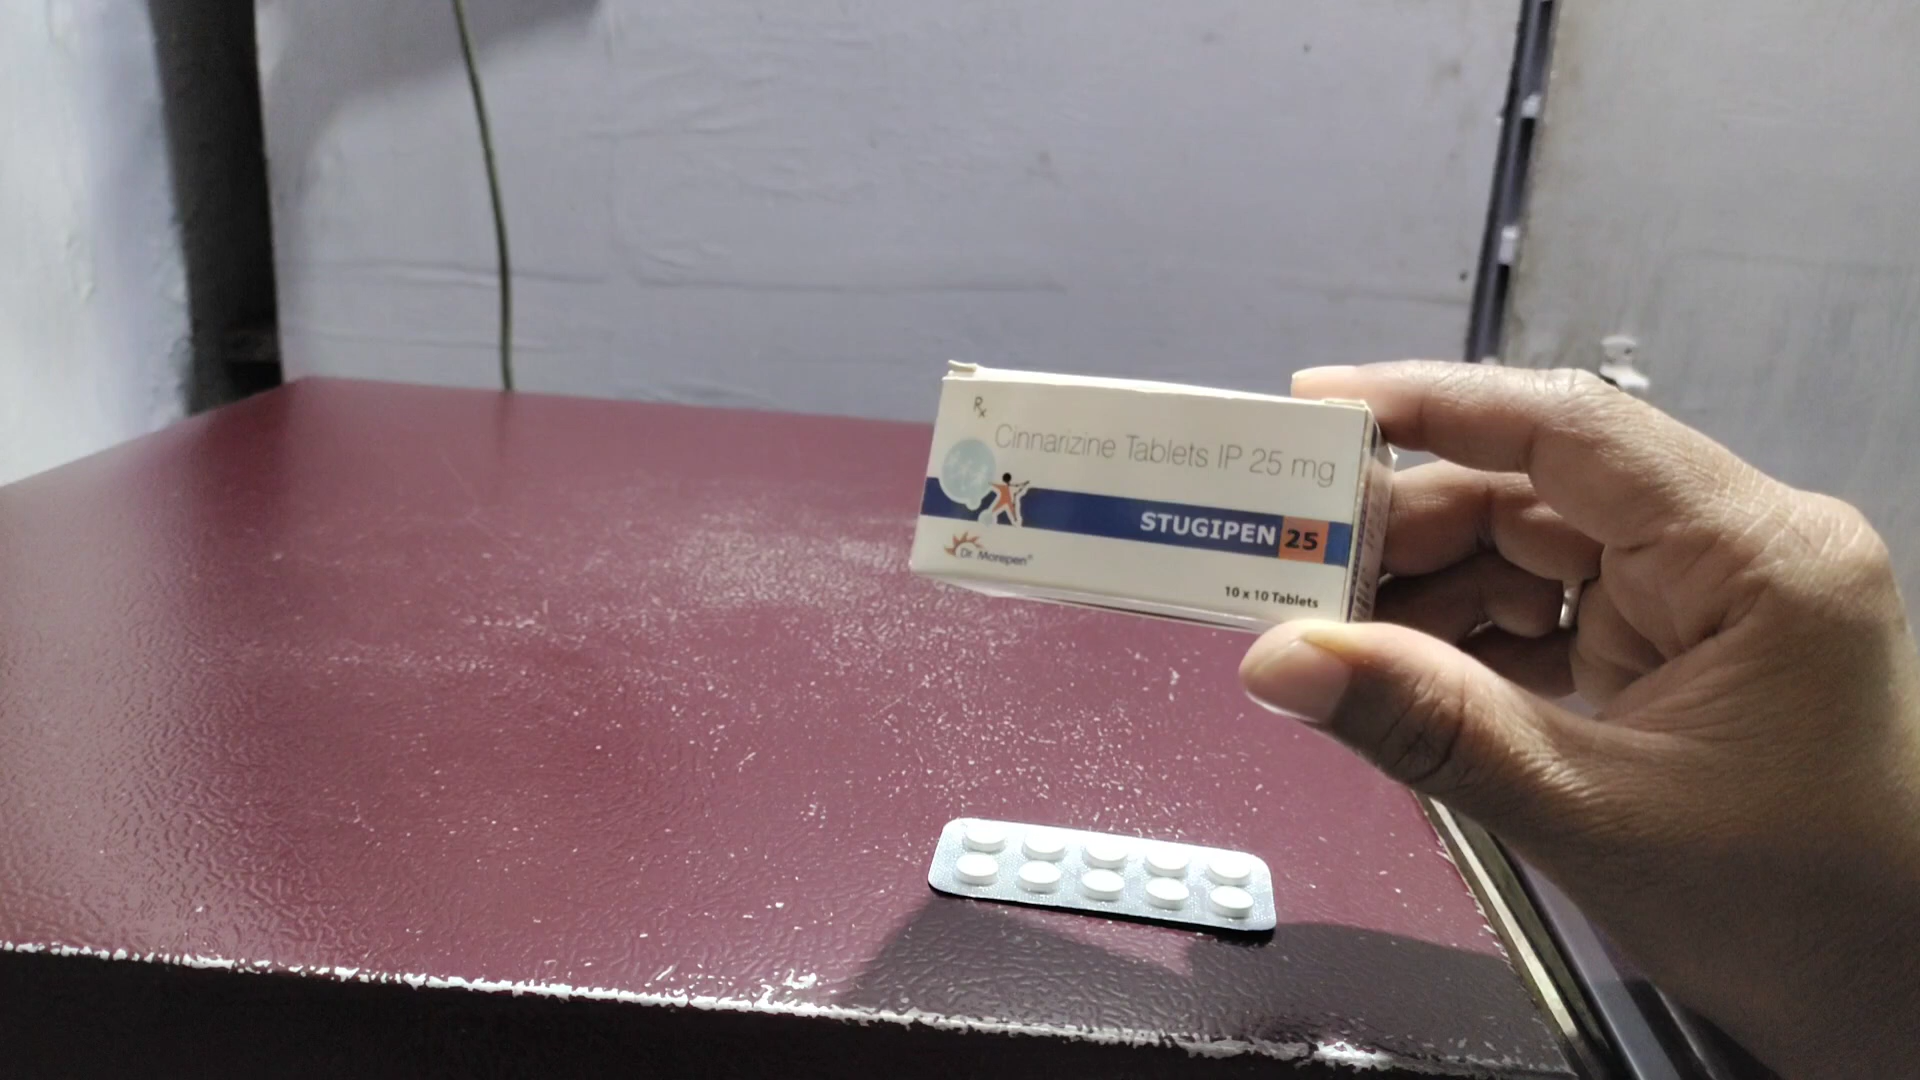 Rx
Cinnarizine Tablets IP 25 mg
STUGIPEN 25
Dr. Morepen®
10 x 10 Tablets